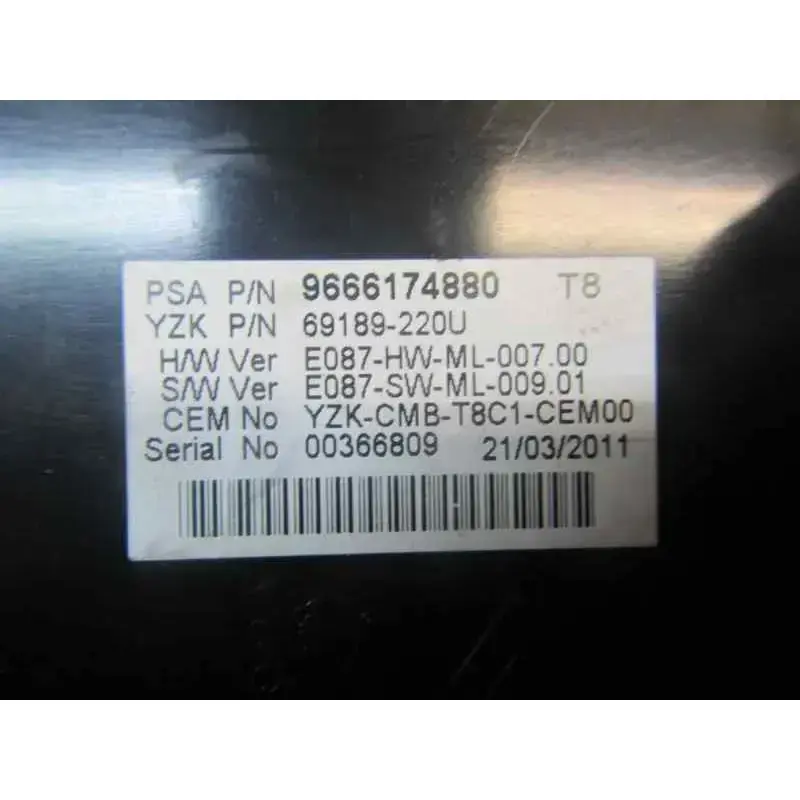 PSA P/N 9666174880 T8
YZK P/N 69189-220U
H/W Ver E087-HW-ML-007.00
S/W Ver E087-SW-ML-009.01
CEM No YZK-CMB-T8C1-CEM00
Serial No 00366809 21/03/2011